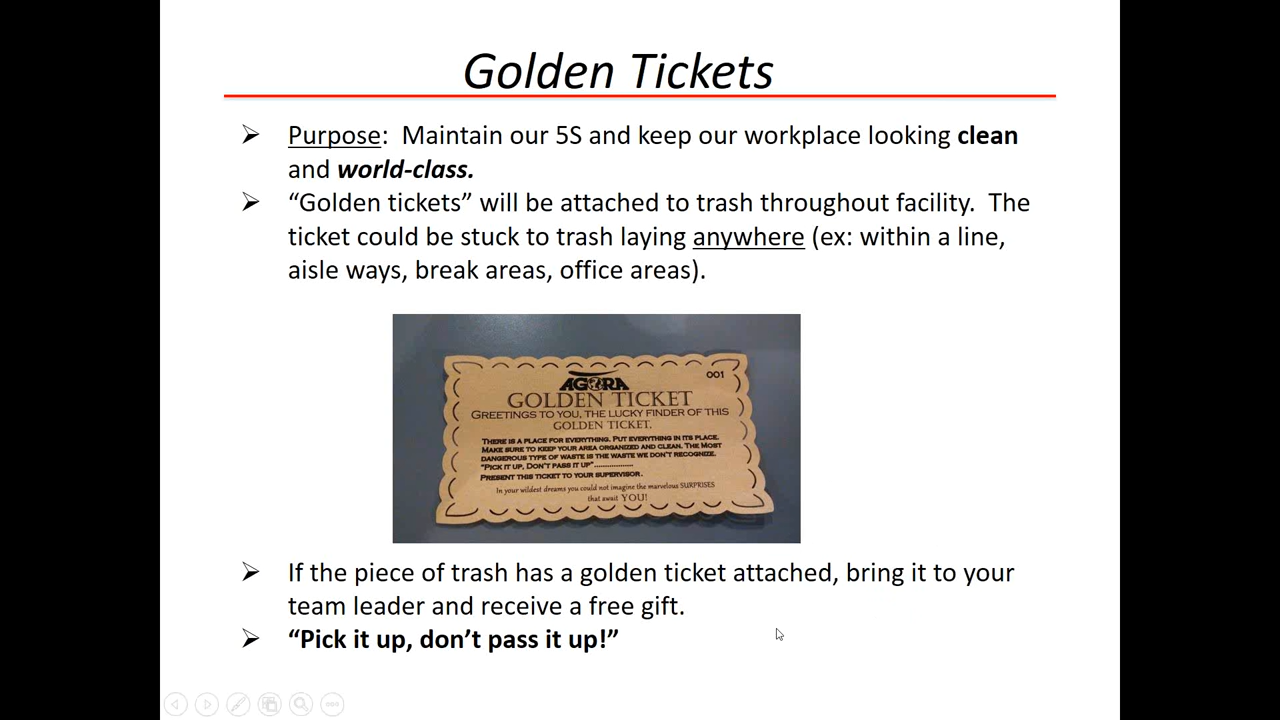 Golden Tickets
Purpose: Maintain our 5S and keep our workplace looking clean
and world-class.
“Golden tickets” will be attached to trash throughout facility. The
ticket could be stuck to trash laying anywhere (ex: within a line,
aisle ways, break areas, office areas).
001
AGORA
GOLDEN TICKET
GREETINGS TO YOU, THE LUCKY FINDER OF THIS
GOLDEN TICKET.
THERE IS A PLACE FOR EVERYTHING. PUT EVERYTHING IN ITS PLACE.
MAKE SURE TO KEEP YOUR AREA ORGANIZED AND CLEAN. THE MOST
DANGEROUS TYPE OF WASTE IS THE WASTE WE DON'T RECOGNIZE.
"PICK IT UP, DON'T PASS IT UP"..................
PRESENT THIS TICKET TO YOUR SUPERVISOR.
In your wildest dreams you could not imagine the marvelous SURPRISES
that await YOU!
If the piece of trash has a golden ticket attached, bring it to your
team leader and receive a free gift.
“Pick it up, don’t pass it up!”